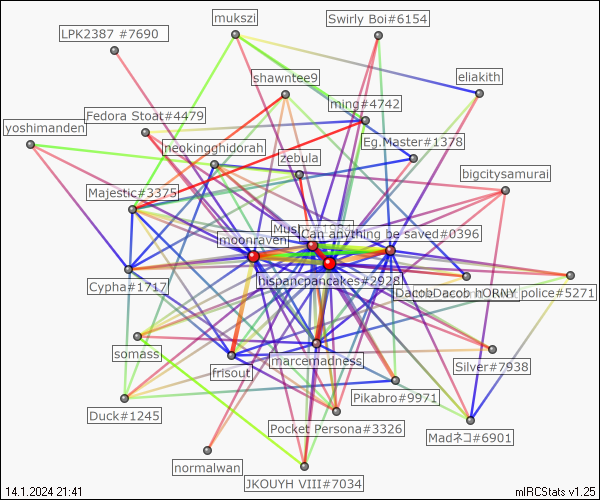 mukszi
Swirly Boi#6154
LPK2387 #7690
shawntee9
eliakith
ming#4742
Fedora Stoat#4479
yoshimanden
Eg.Master#1378
neokingghidorah
zebula
bigcitysamurai
Majestic#3375
Can anything be saved#0396
moonraven
hispancpancakes#2928
Cypha#1717
DacobDacob
hORNY police#5271
somass
frisout
marcemadness
Silver#7938
Pikabro#9971
Duck#1245
Pocket Persona#3326
Madネコ#6901
normalwan
JKOUYH VIII#7034
14.1.2024 21:41
mIRCStats v1.25